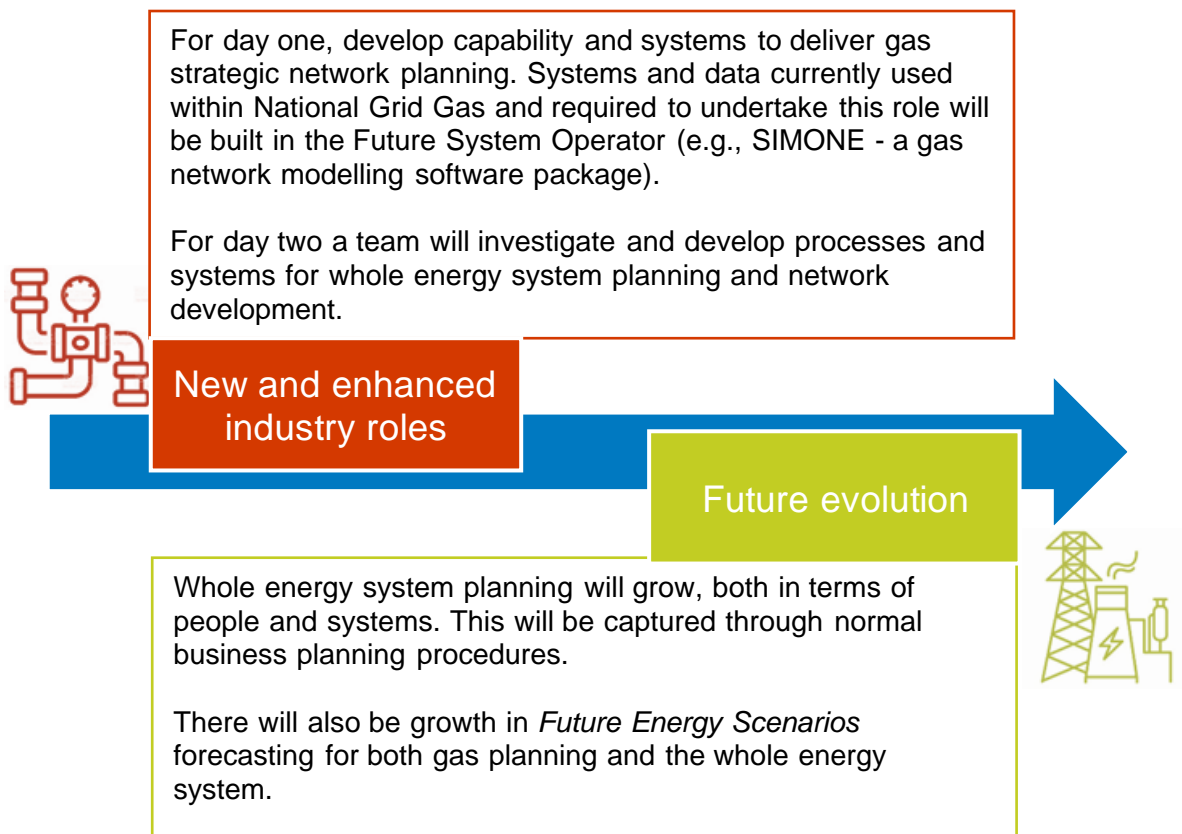 For day one, develop capability and systems to deliver gas
strategic network planning. Systems and data currently used
within National Grid Gas and required to undertake this role will
be built in the Future System Operator (e.g., SIMONE - a gas
network modelling software package).
For day two a team will investigate and develop processes and
systems for whole energy system planning and network
development.
New and enhanced
industry roles
Future evolution
Whole energy system planning will grow, both in terms of
people and systems. This will be captured through normal
business planning procedures.
There will also be growth in Future Energy Scenarios
forecasting for both gas planning and the whole energy
system.